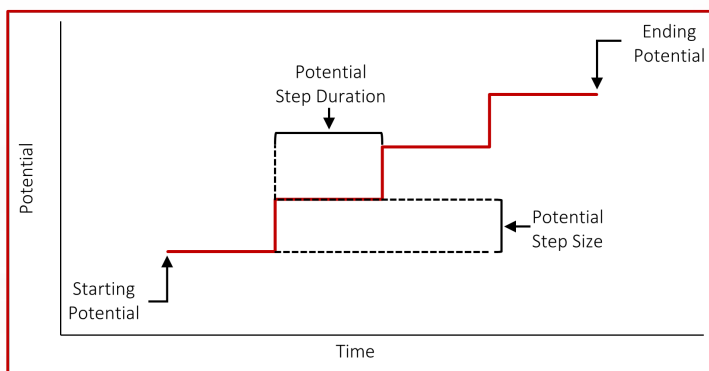 Ending
Potential
Potential
Step Duration
Potential
Potential
Step Size
Starting
Potential
Time